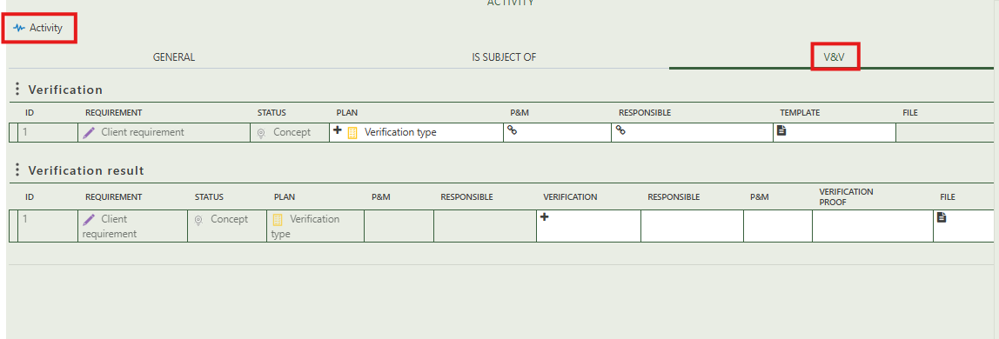 ACTIVITY
Activity
GENERAL IS SUBJECT OF V&V
Verification
ID REQUIREMENT STATUS PLAN P&M RESPONSIBLE TEMPLATE FILE
1 Client requirement Concept Verification type
Verification result
ID REQUIREMENT STATUS PLAN P&M RESPONSIBLE VERIFICATION RESPONSIBLE P&M VERIFICATION PROOF FILE
1 Client requirement Concept Verification type